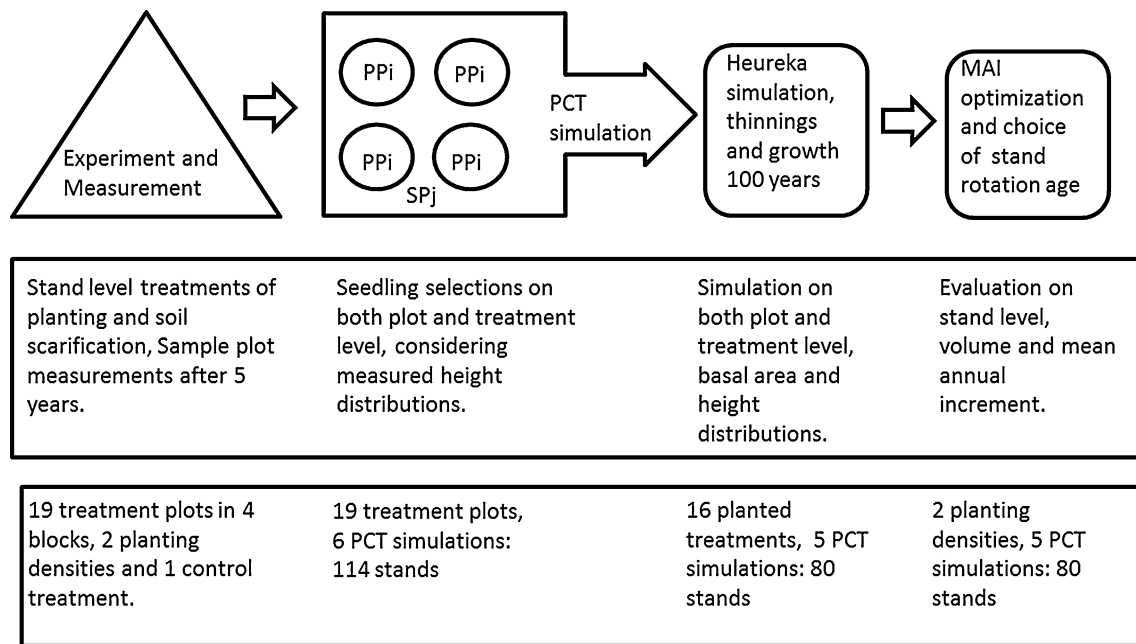 Experiment and
Measurement
PPi
PPi
PPi
PPi
SPj
PCT
simulation
Heureka
simulation,
thinnings
and growth
100 years
MAI
optimization
and choice
of stand
rotation age
Stand level treatments of
planting and soil
scarification, Sample plot
measurements after 5
years.
Seedling selections on
both plot and treatment
level, considering
measured height
distributions.
Simulation on
both plot and
treatment level,
basal area and
height
distributions.
Evaluation on
stand level,
volume and mean
annual
increment.
19 treatment plots in 4
blocks, 2 planting
densities and 1 control
treatment.
19 treatment plots,
6 PCT simulations:
114 stands
16 planted
treatments, 5 PCT
simulations: 80
stands
2 planting
densities, 5 PCT
simulations: 80
stands